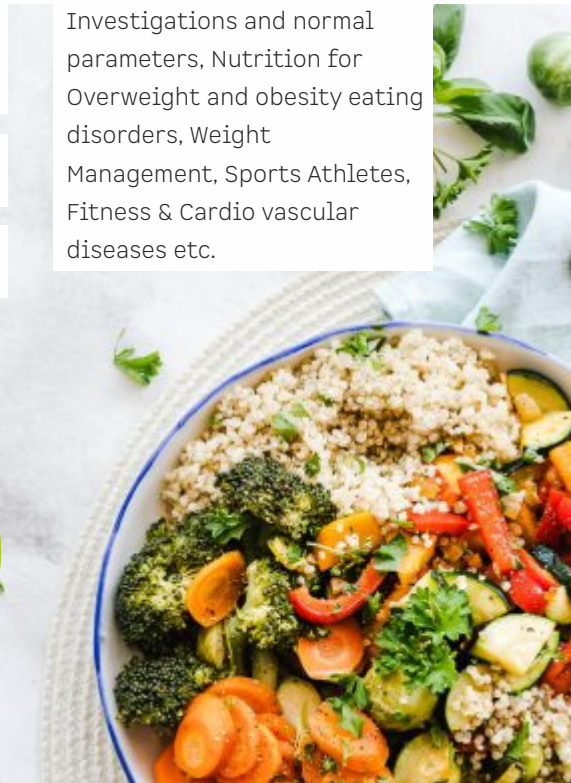 Investigations and normal
parameters, Nutrition for
Overweight and obesity eating
disorders, Weight
Management, Sports Athletes,
Fitness & Cardio vascular
diseases etc.